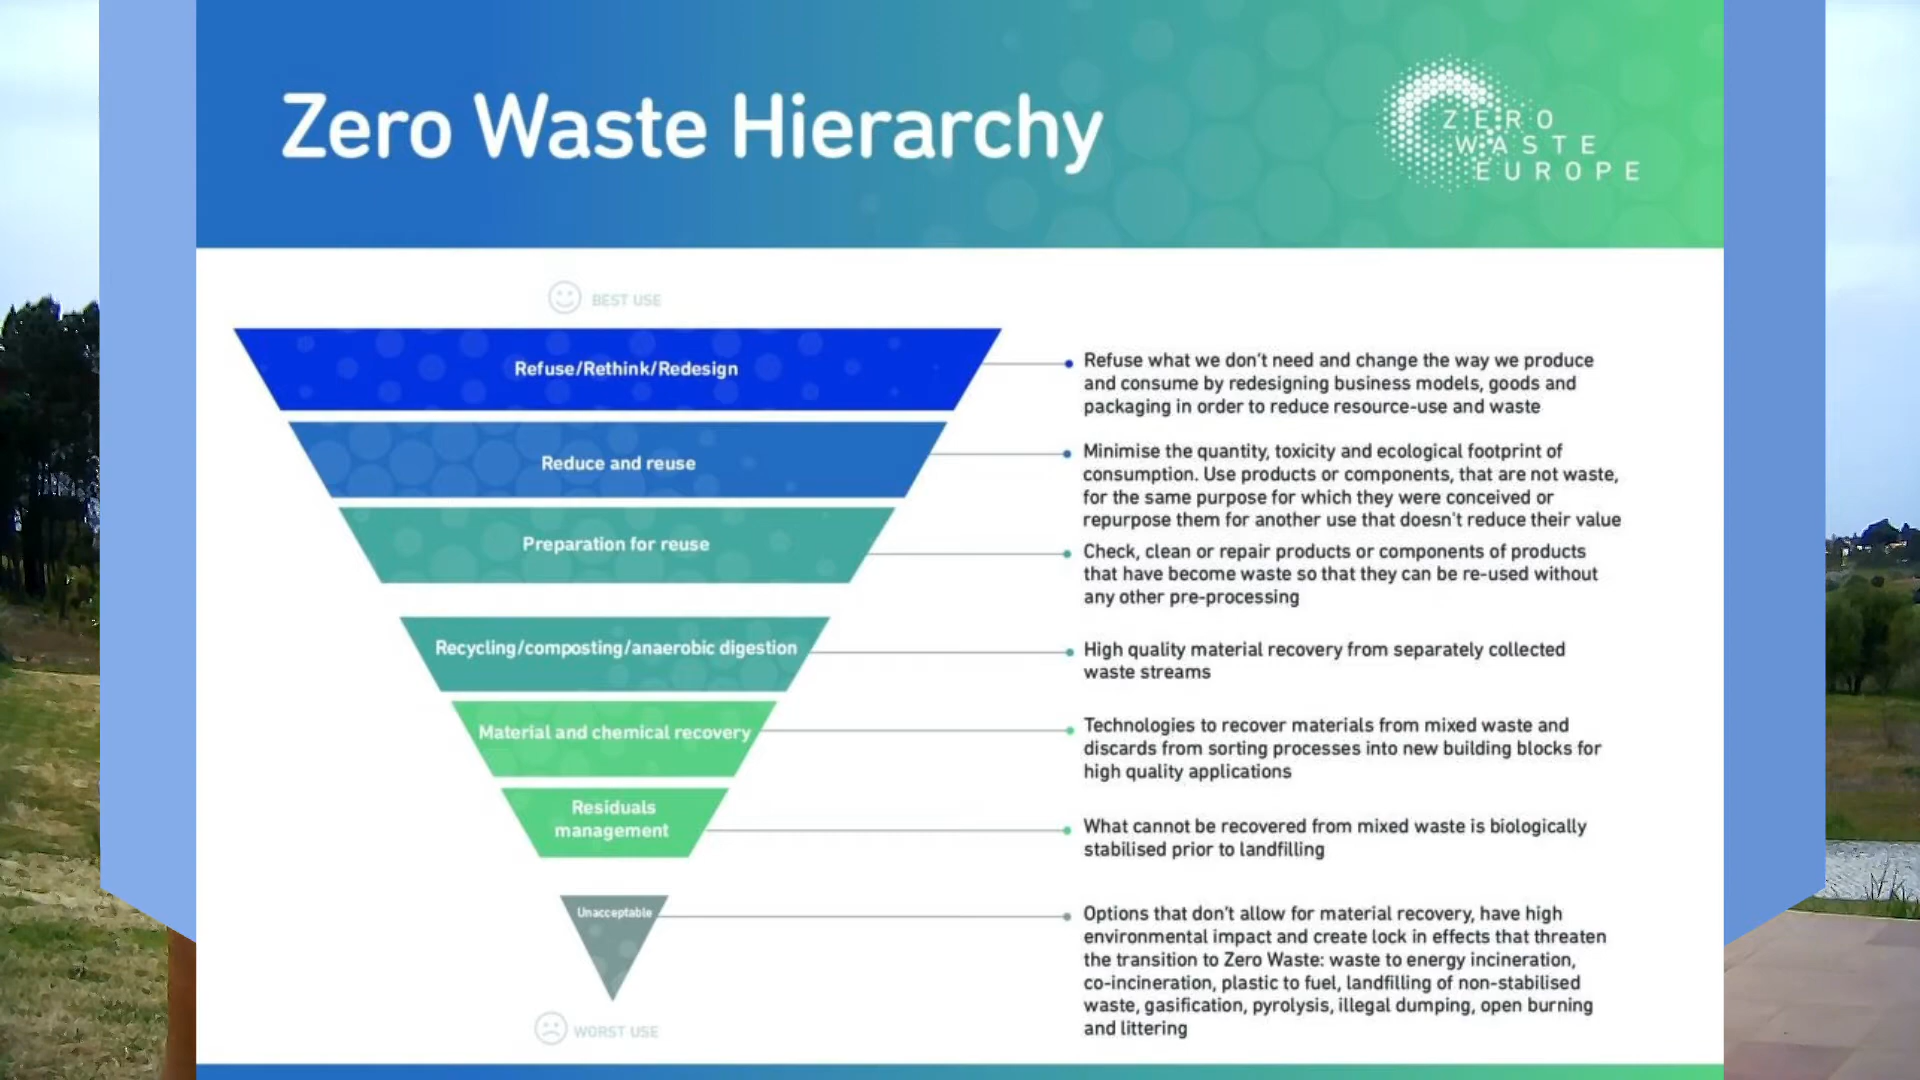 Zero Waste Hierarchy
ZERO
WASTE
EUROPE
BEST USE
Refuse/Rethink/Redesign
Refuse what we don't need and change the way we produce
and consume by redesigning business models, goods and
packaging in order to reduce resource-use and waste
Reduce and reuse
Minimise the quantity, toxicity and ecological footprint of
consumption. Use products or components, that are not waste,
for the same purpose for which they were conceived or
repurpose them for another use that doesn't reduce their value
Preparation for reuse
Check, clean or repair products or components of products
that have become waste so that they can be re-used without
any other pre-processing
Recycling/composting/anaerobic digestion
High quality material recovery from separately collected
waste streams
Material and chemical recovery
Technologies to recover materials from mixed waste and
discards from sorting processes into new building blocks for
high quality applications
Residuals
management
What cannot be recovered from mixed waste is biologically
stabilised prior to landfilling
Unacceptable
Options that don't allow for material recovery, have high
environmental impact and create lock in effects that threaten
the transition to Zero Waste: waste to energy incineration,
co-incineration, plastic to fuel, landfilling of non-stabilised
waste, gasification, pyrolysis, illegal dumping, open burning
and littering
WORST USE